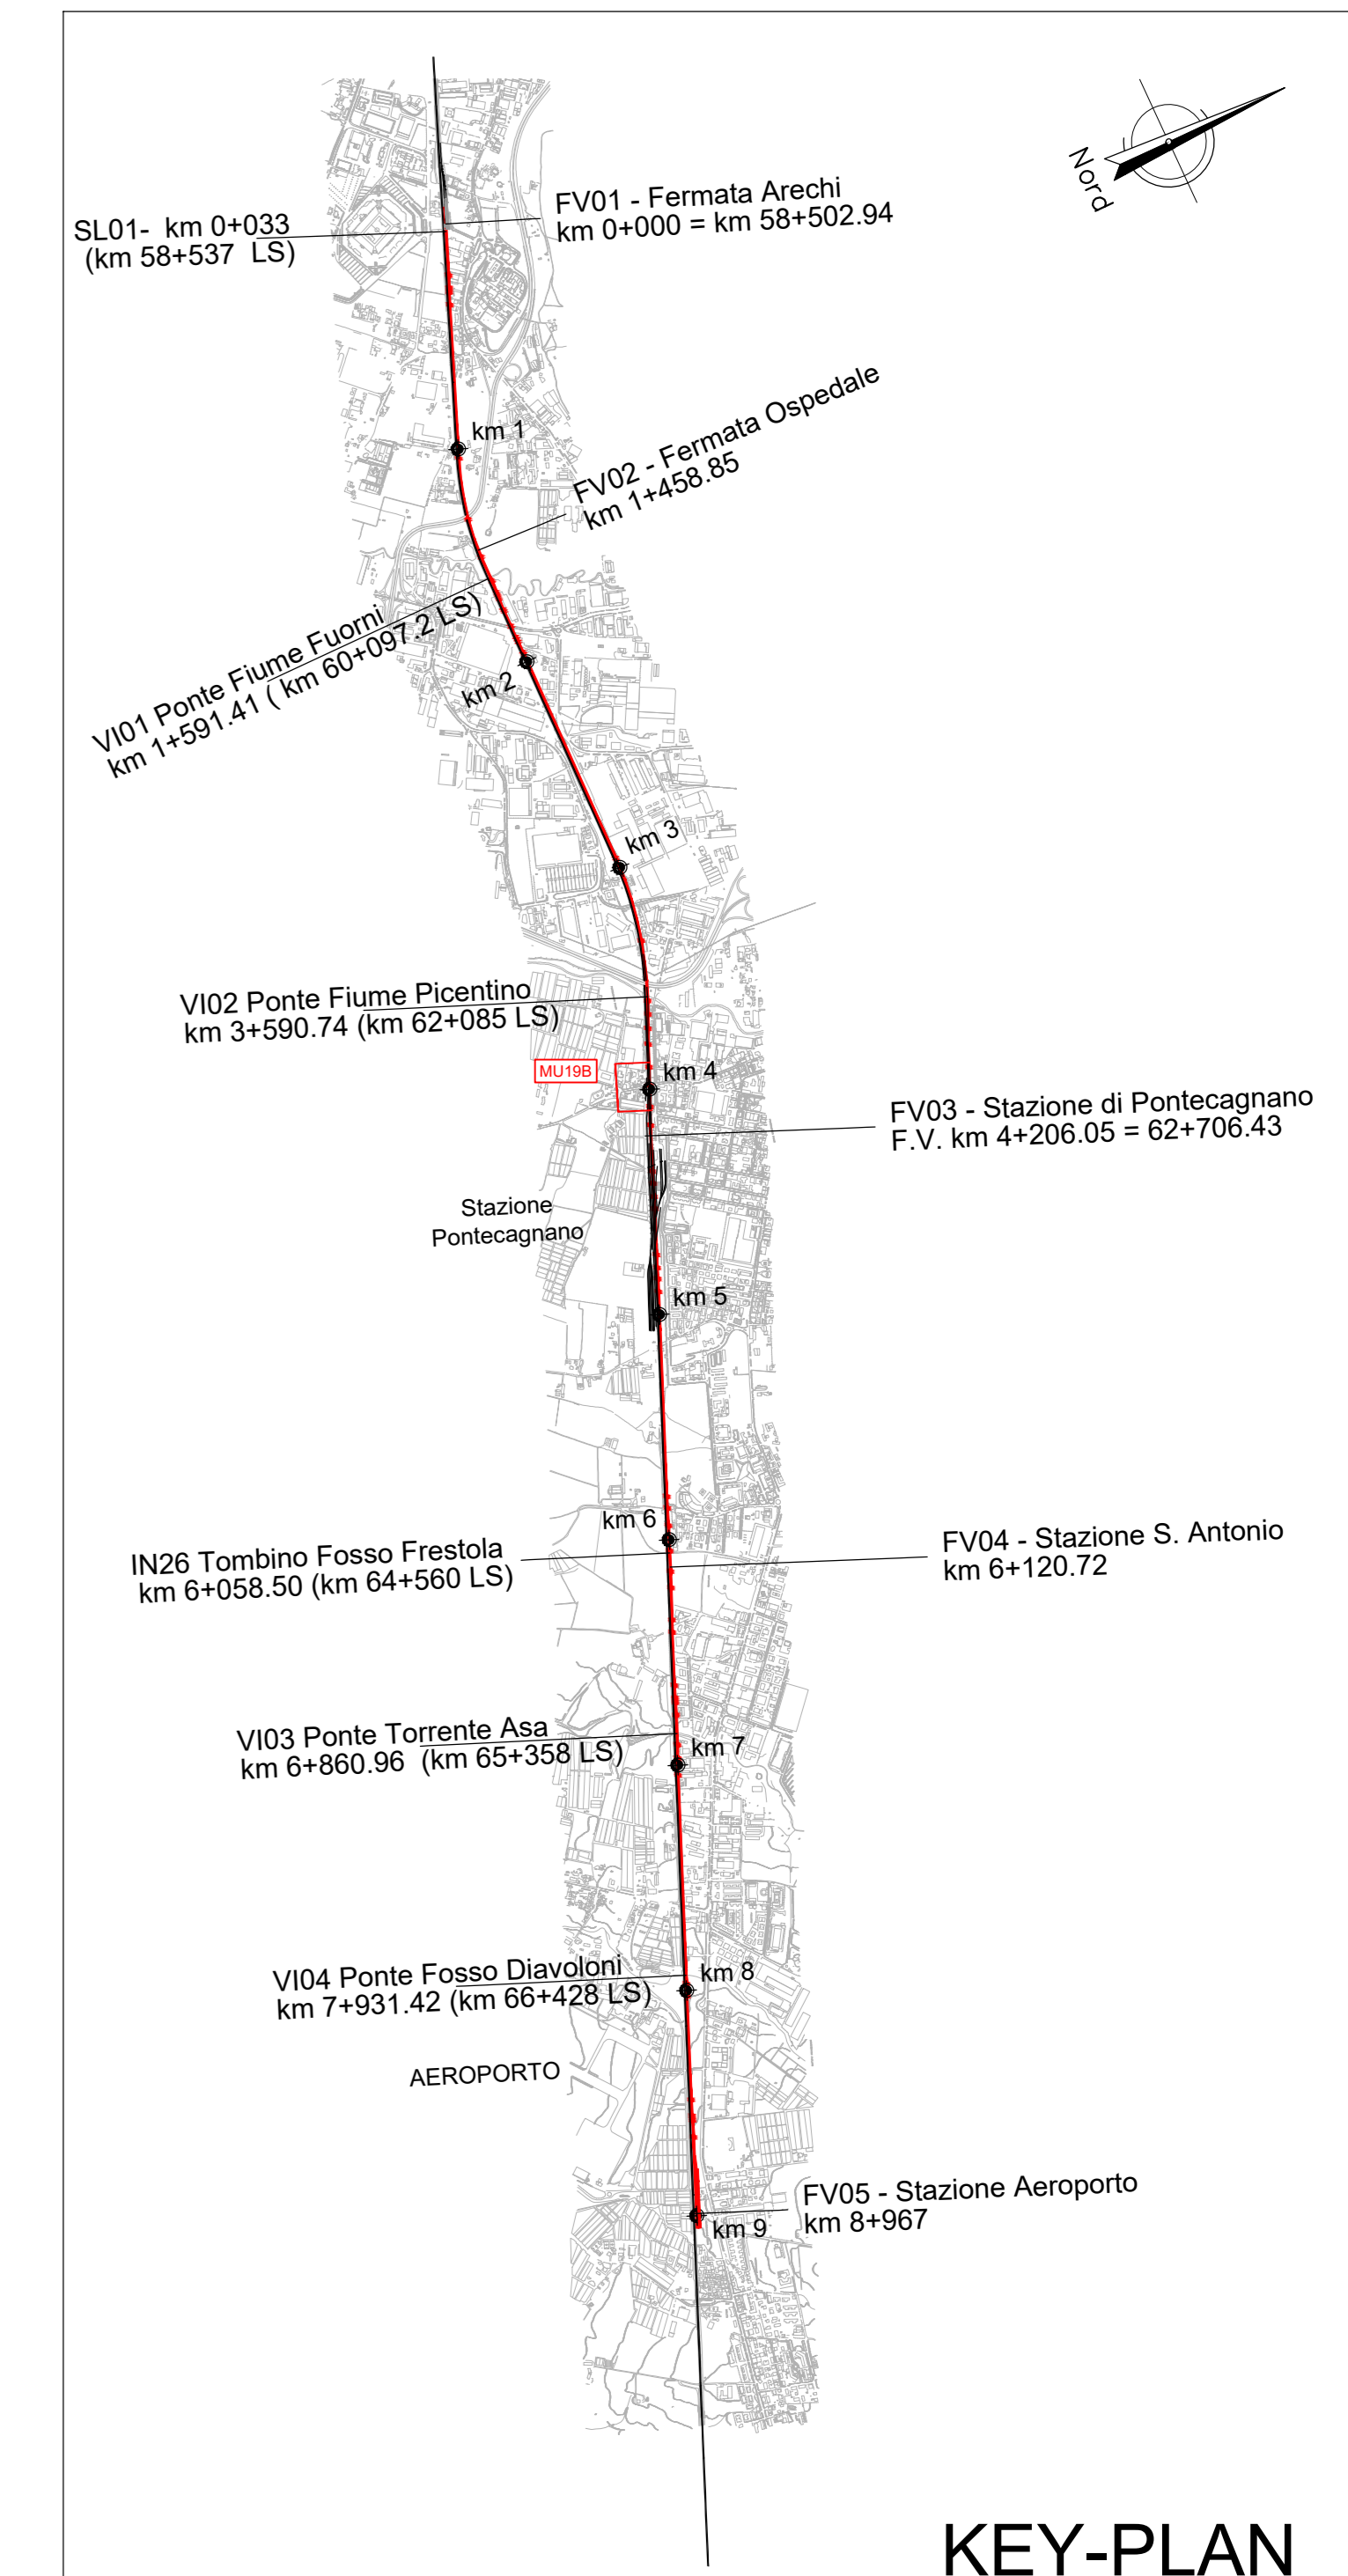 Nord
FV01 - Fermata Arechi
km 0+000 = km 58+502.94
SL01-  km 0+033
(km 58+537  LS)
km 1
FV02 - Fermata Ospedale
km 1+458.85
VI01 Ponte Fiume Fuorni
km 1+591.41 ( km 60+097.2 LS)
km 2
km 3
VI02 Ponte Fiume Picentino
km 3+590.74 (km 62+085 LS)
MU19B
km 4
FV03 - Stazione di Pontecagnano
F.V. km 4+206.05 = 62+706.43
Stazione
Pontecagnano
km 5
km 6
IN26 Tombino Fosso Frestola
km 6+058.50 (km 64+560 LS)
FV04 - Stazione S. Antonio
km 6+120.72
VI03 Ponte Torrente Asa
km 6+860.96  (km 65+358 LS)
km 7
VI04 Ponte Fosso Diavoloni
km 7+931.42 (km 66+428 LS)
km 8
AEROPORTO
FV05 - Stazione Aeroporto
km 8+967
km 9
KEY-PLAN